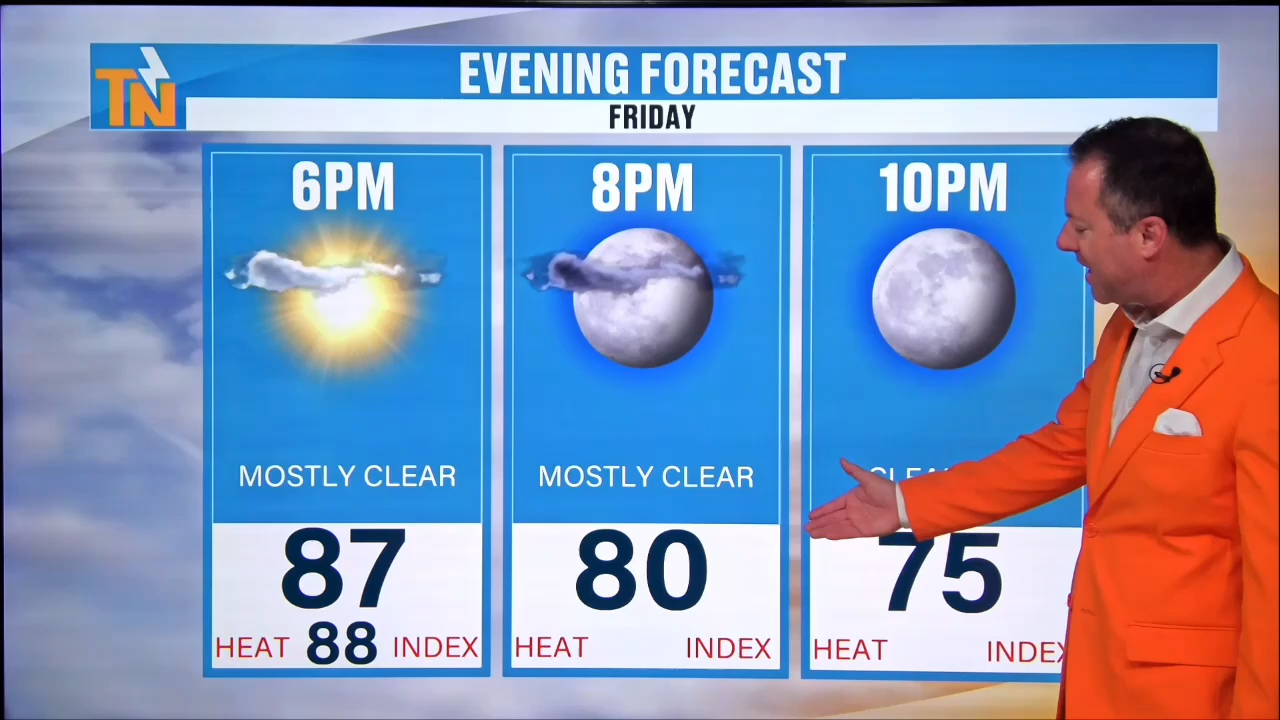 TN
EVENING FORECAST
FRIDAY
6PM
8PM
10PM
MOSTLY CLEAR
MOSTLY CLEAR
87
80
75
HEAT 88 INDEX
HEAT INDEX
HEAT INDEX